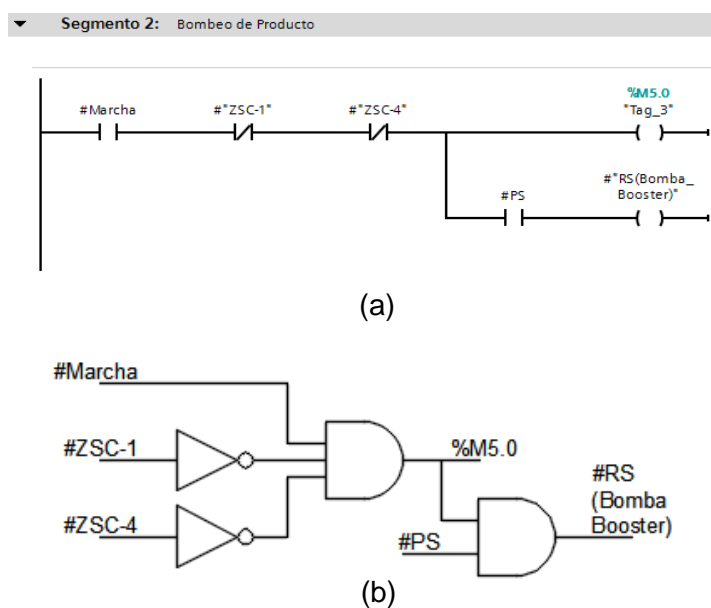 Segmento 2: Bombeo de Producto
%M5.0
#Marcha #"ZSC-1" #"ZSC-4" "Tag_3"
#"RS(Bomba_
#PS Booster)"
(a)
#Marcha
#ZSC-1 %M5.0
#RS
(Bomba
#ZSC-4 Booster)
#PS
(b)